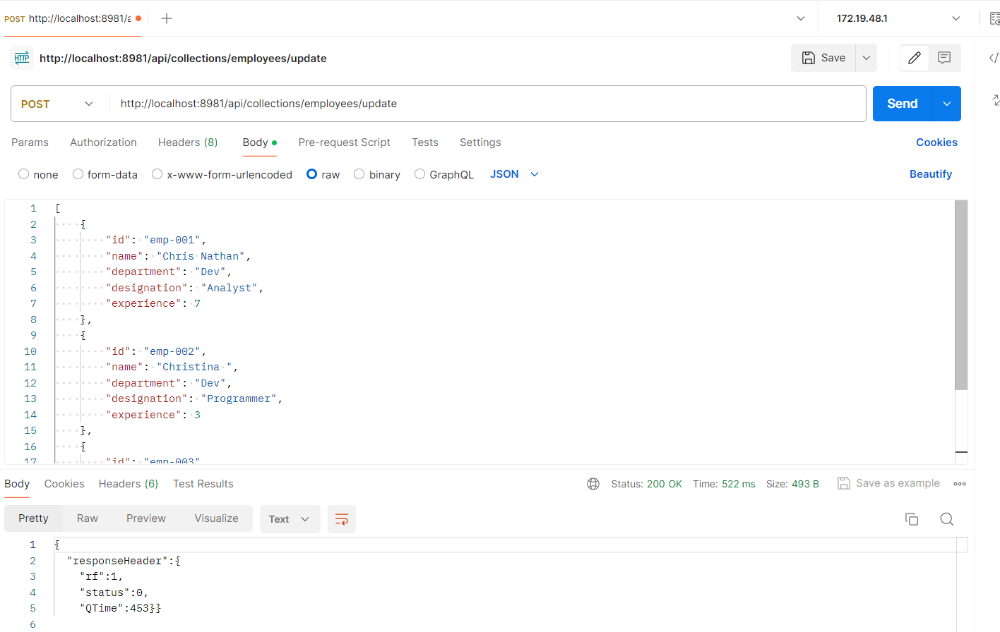 POST http://localhost:8981/a
172.19.48.1
HTTP http://localhost:8981/api/collections/employees/update
Save
POST http://localhost:8981/api/collections/employees/update
Send
Params Authorization Headers (8) Body Pre-request Script Tests Settings Cookies
none form-data x-www-form-urlencoded raw binary GraphQL JSON Beautify
1 [
2 {
3 "id": "emp-001",
4 "name": "Chris Nathan",
5 "department": "Dev",
6 "designation": "Analyst",
7 "experience": 7
8 },
9 {
10 "id": "emp-002",
11 "name": "Christina ",
12 "department": "Dev",
13 "designation": "Programmer",
14 "experience": 3
15 },
16 {
17 "id": "emp-003"
Body Cookies Headers (6) Test Results Status: 200 OK Time: 522 ms Size: 493 B Save as example
Pretty Raw Preview Visualize Text
1 {
2 "responseHeader":{
3 "rf":1,
4 "status":0,
5 "QTime":453}}
6